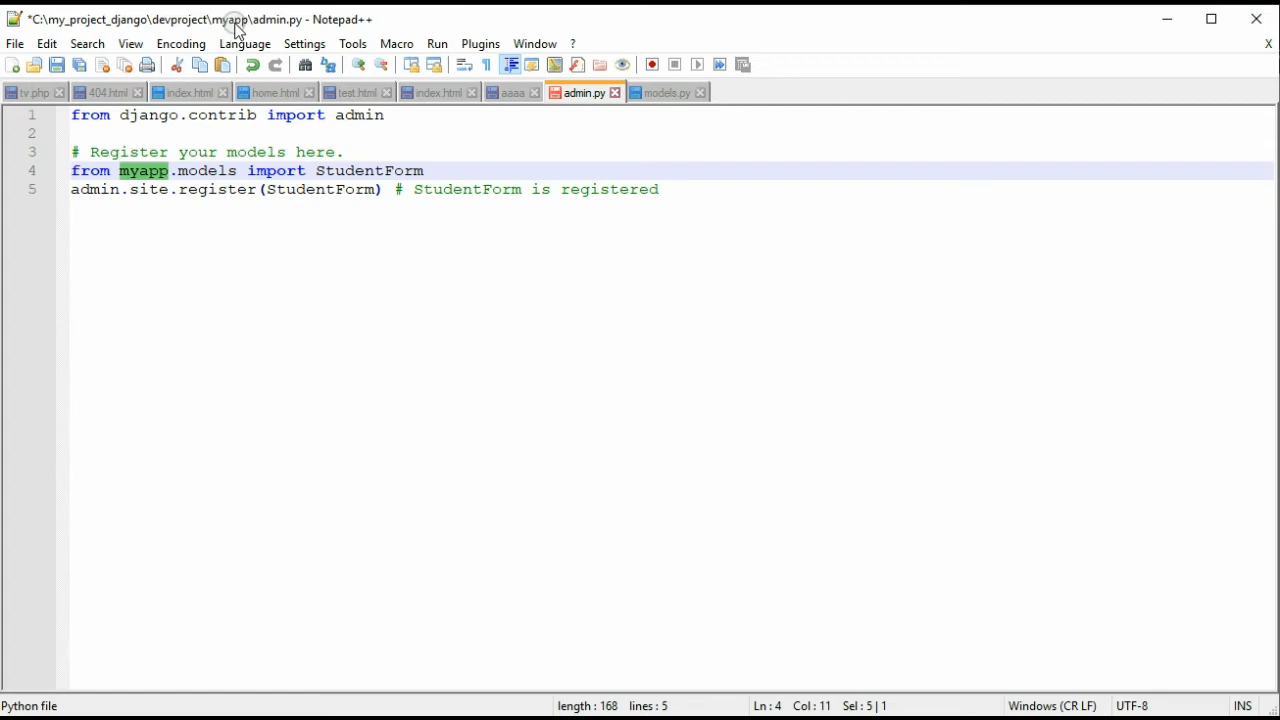 *C:\my_project_django\devproject\myapp\admin.py - Notepad++
File Edit Search View Encoding Language Settings Tools Macro Run Plugins Window ? X
tv.php 404.html index.html home.html test.html index.html aaaa admin.py models.py
1 from django.contrib import admin
2
3 # Register your models here.
4 from myapp.models import StudentForm
5 admin.site.register(StudentForm) # StudentForm is registered
Python file length : 168 lines : 5 Ln : 4 Col : 11 Sel : 5 | 1 Windows (CR LF) UTF-8 INS